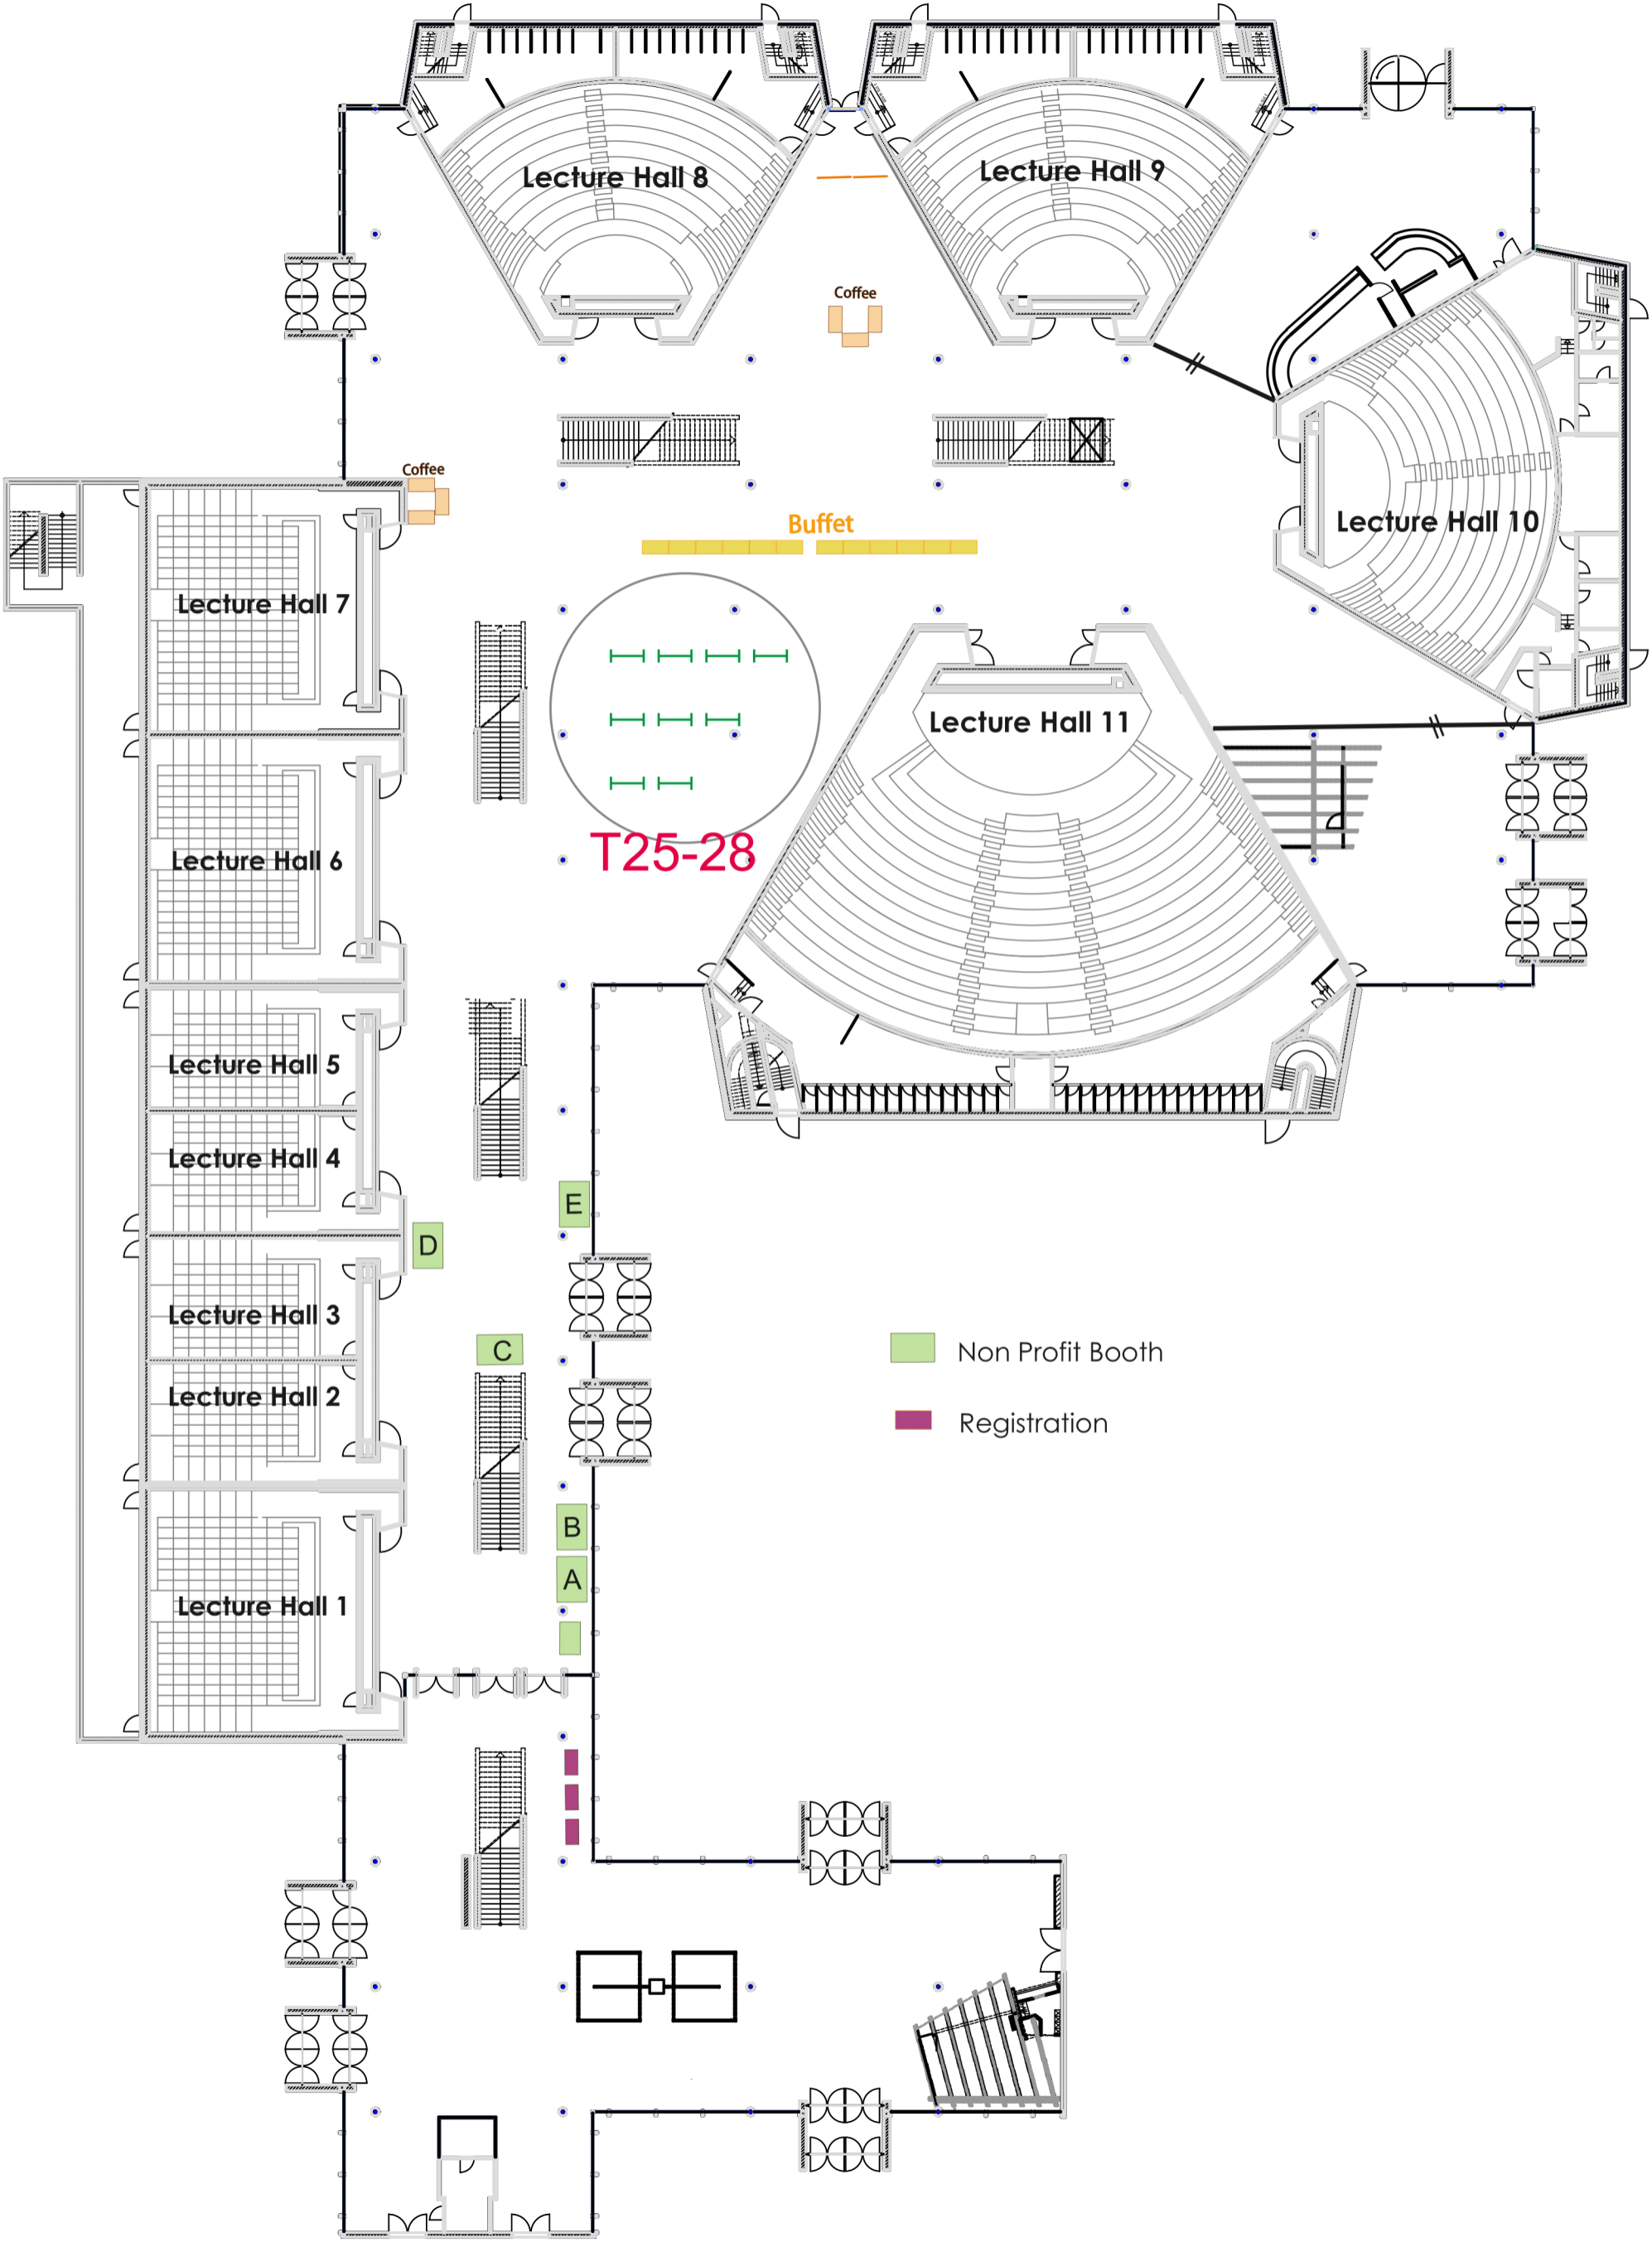 Lecture Hall 8
Lecture Hall 9
Coffee
Coffee
Buffet
Lecture Hall 10
Lecture Hall 7
Lecture Hall 11
T25-28
Lecture Hall 6
Lecture Hall 5
Lecture Hall 4
E
D
Lecture Hall 3
C
Non Profit Booth
Lecture Hall 2
Registration
B
A
Lecture Hall 1